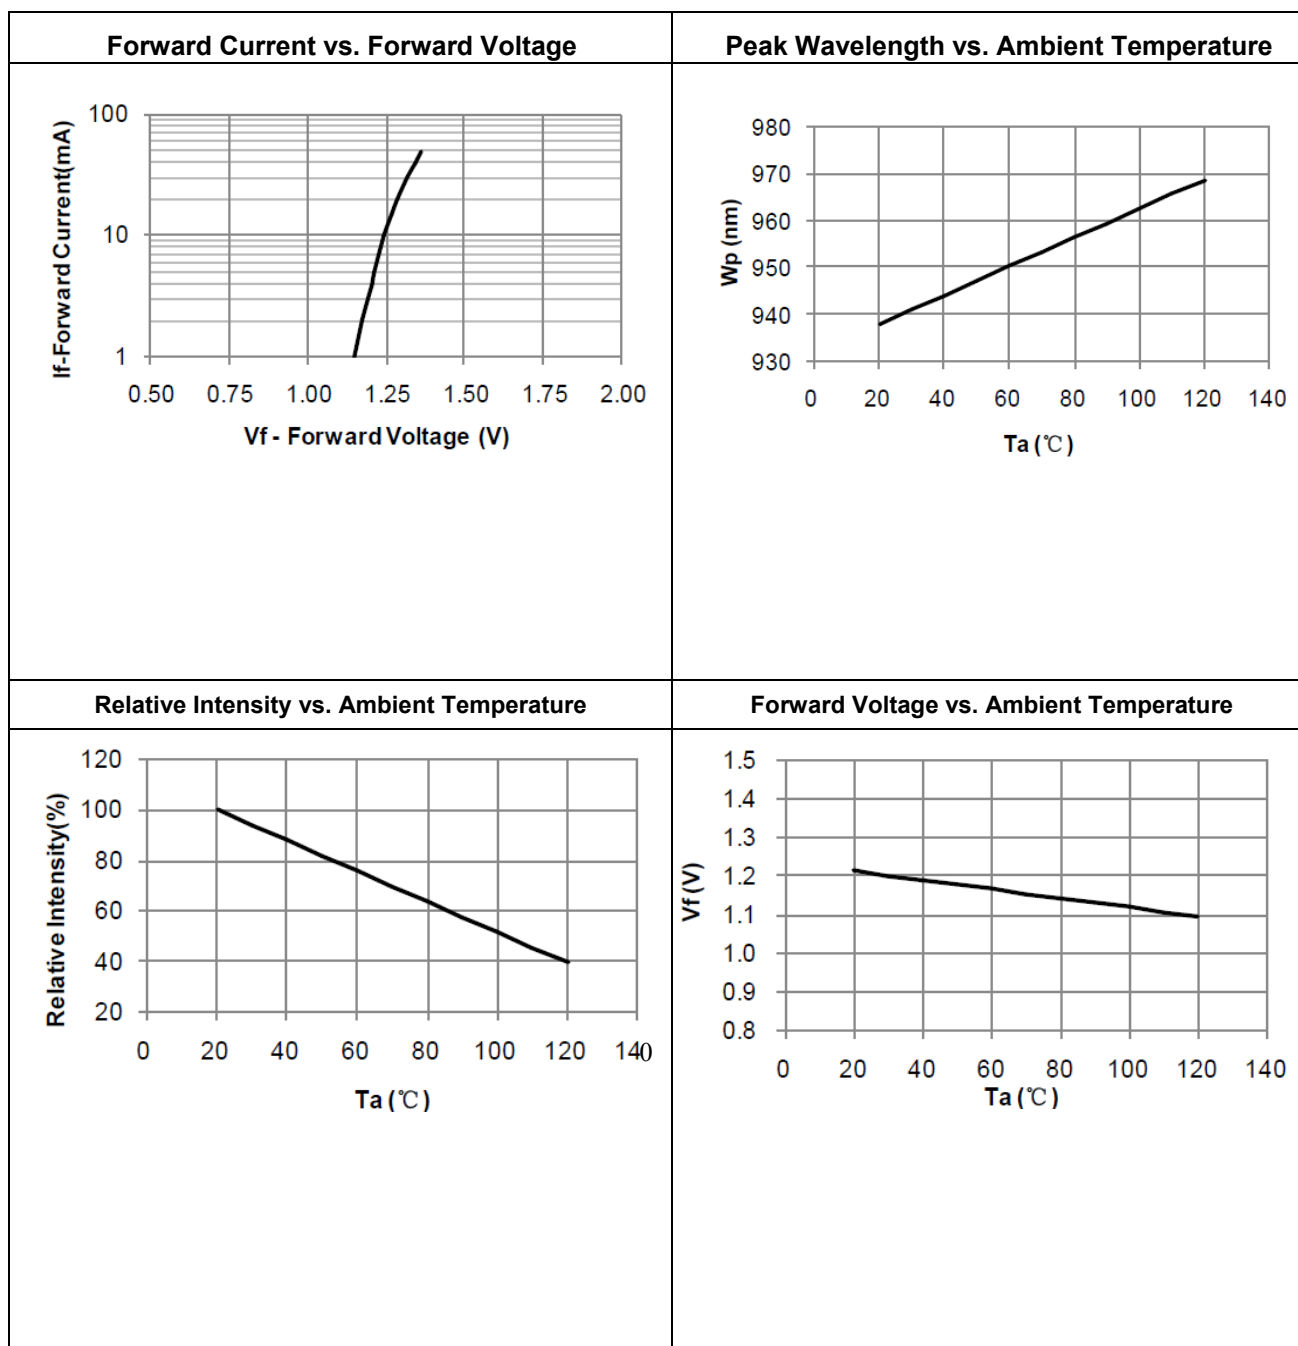 Forward Current vs. Forward Voltage
If-Forward Current(mA)
100
10
1
0.50 0.75 1.00 1.25 1.50 1.75 2.00
Vf - Forward Voltage (V)
Peak Wavelength vs. Ambient Temperature
Wp (nm)
980
970
960
950
940
930
0 20 40 60 80 100 120 140
Ta (℃)
Relative Intensity vs. Ambient Temperature
Relative Intensity(%)
120
100
80
60
40
20
0 20 40 60 80 100 120 140
Ta (℃)
Forward Voltage vs. Ambient Temperature
Vf (V)
1.5
1.4
1.3
1.2
1.1
1.0
0.9
0.8
0 20 40 60 80 100 120 140
Ta (℃)